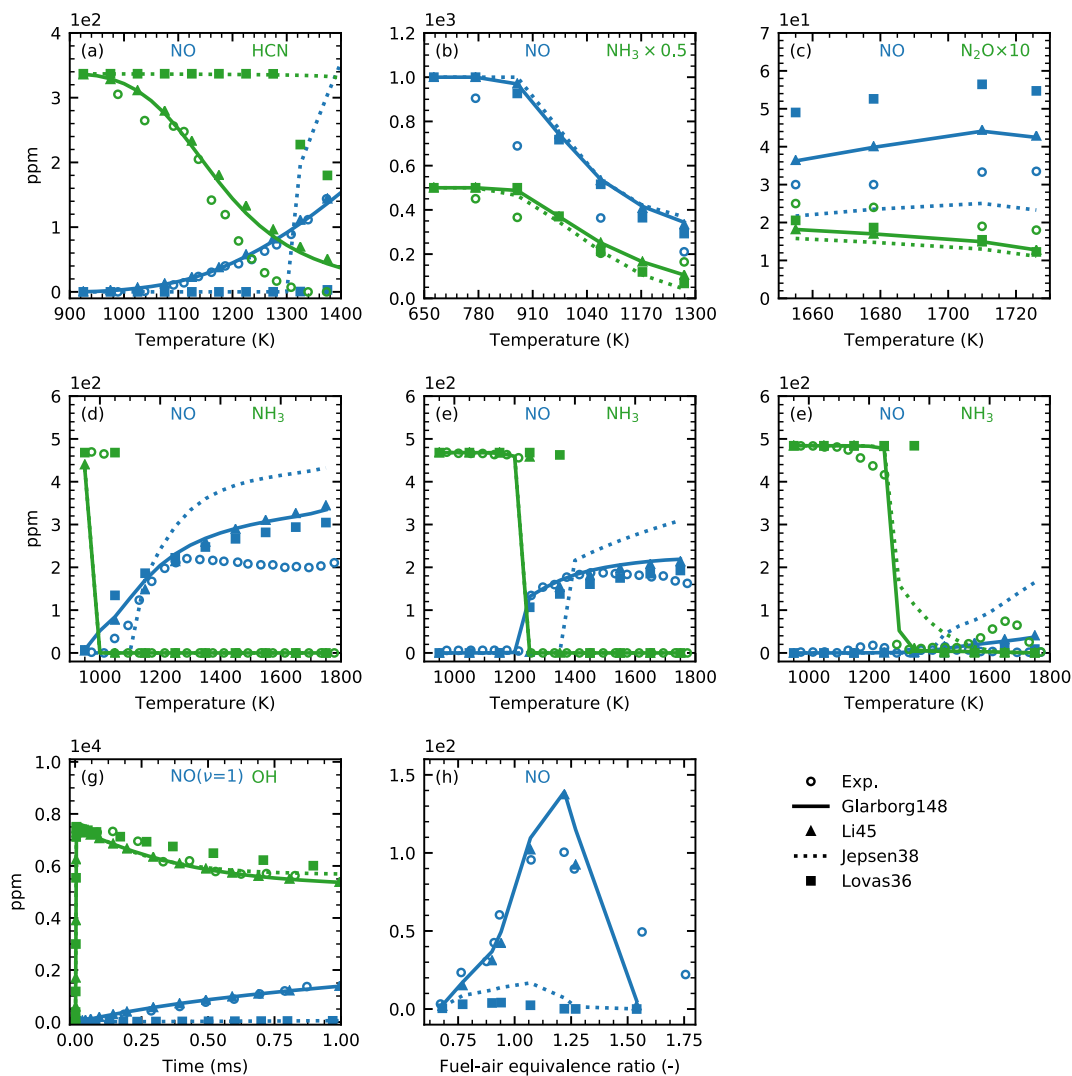 1e2
(a) NO HCN
4
3
2
1
0
ppm
900 1000 1100 1200 1300 1400
Temperature (K)
1e3
(b) NO NH₃ × 0.5
1.2
1.0
0.8
0.6
0.4
0.2
0.0
650 780 910 1040 1170 1300
Temperature (K)
1e1
(c) NO N₂O×10
7
6
5
4
3
2
1
0
1660 1680 1700 1720
Temperature (K)
1e2
(d) NO NH₃
6
5
4
3
2
1
0
ppm
1000 1200 1400 1600 1800
Temperature (K)
1e2
(e) NO NH₃
6
5
4
3
2
1
0
1000 1200 1400 1600 1800
Temperature (K)
1e2
(e) NO NH₃
6
5
4
3
2
1
0
1000 1200 1400 1600 1800
Temperature (K)
1e4
(g) NO(ν=1) OH
1.0
0.8
0.6
0.4
0.2
0.0
ppm
0.00 0.25 0.50 0.75 1.00
Time (ms)
1e2
(h) NO
1.5
1.0
0.5
0.0
0.75 1.00 1.25 1.50 1.75
Fuel-air equivalence ratio (-)
Exp.
Glarborg148
Li45
Jepsen38
Lovas36